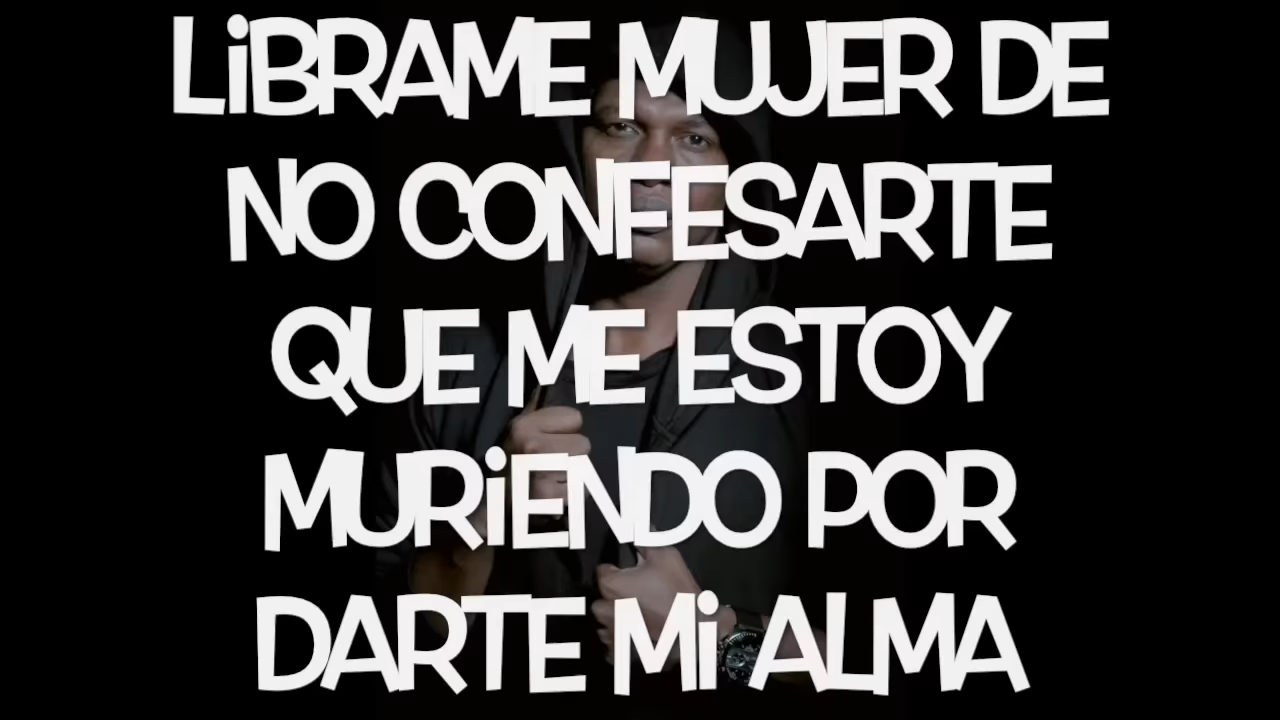 LiBRAME MUJER DE
NO CONFESARTE
QUE ME ESTOY
MURiENDO POR
DARTE Mi ALMA